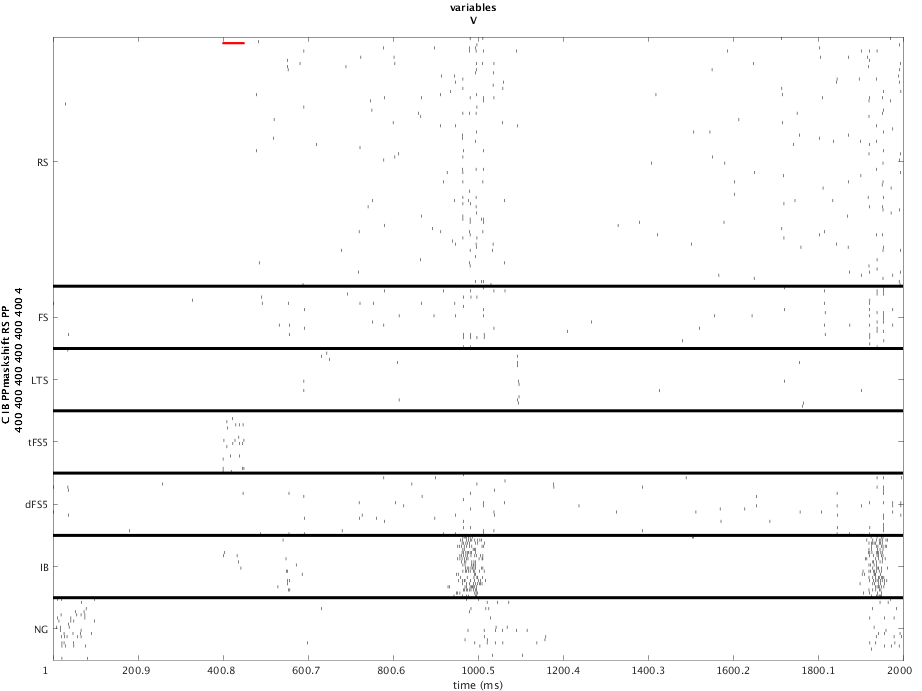 variables
V
RS
FS
LTS
tFS5
dFS5
IB
NG
C IB PPmaskshift RS PP
400 400 400 400 400 400 4
1 200.9 400.8 600.7 800.6 1000.5 1200.4 1400.3 1600.2 1800.1 2000
time (ms)